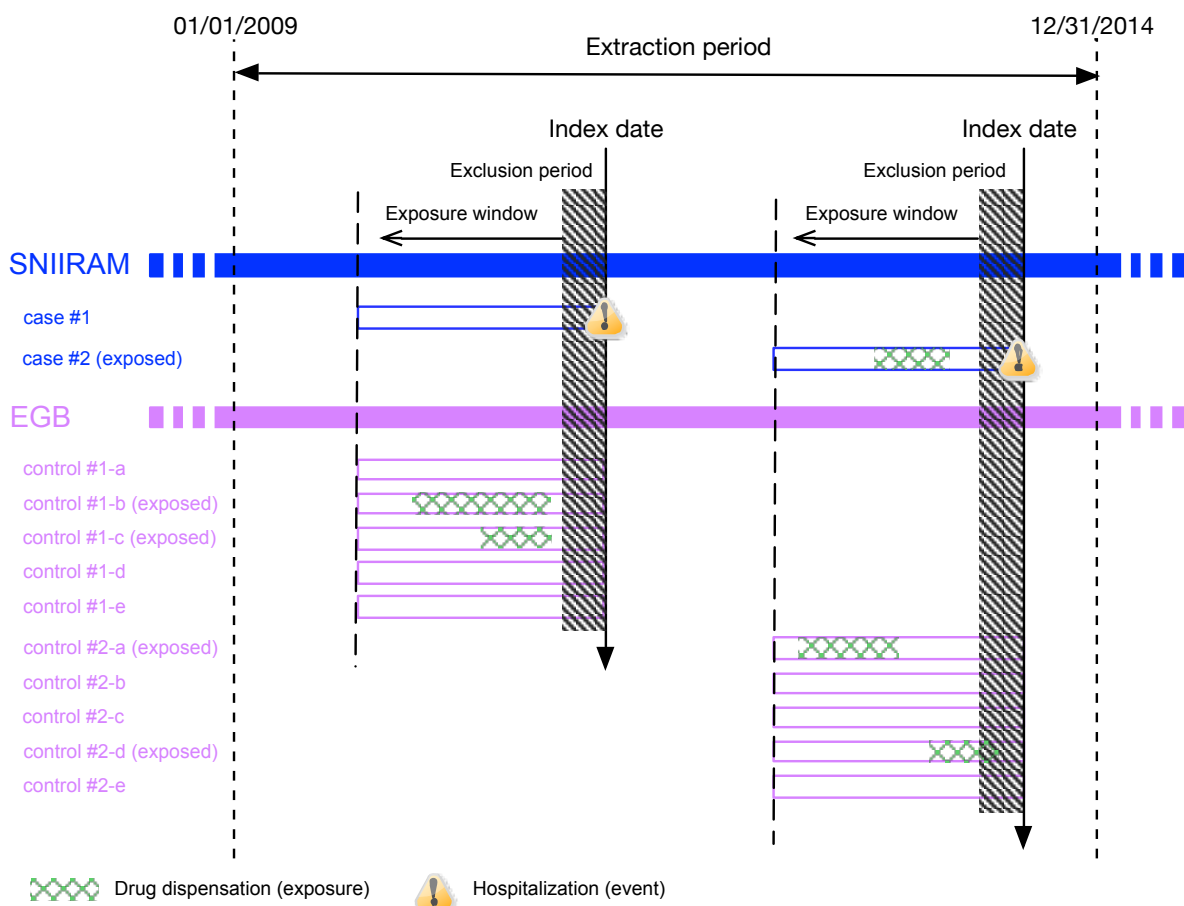 01/01/2009
12/31/2014
Extraction period
Index date
Index date
Exclusion period
Exclusion period
Exposure window
Exposure window
SNIIRAM
case #1
case #2 (exposed)
EGB
control #1-a
control #1-b (exposed)
control #1-c (exposed)
control #1-d
control #1-e
control #2-a (exposed)
control #2-b
control #2-c
control #2-d (exposed)
control #2-e
Drug dispensation (exposure)
Hospitalization (event)